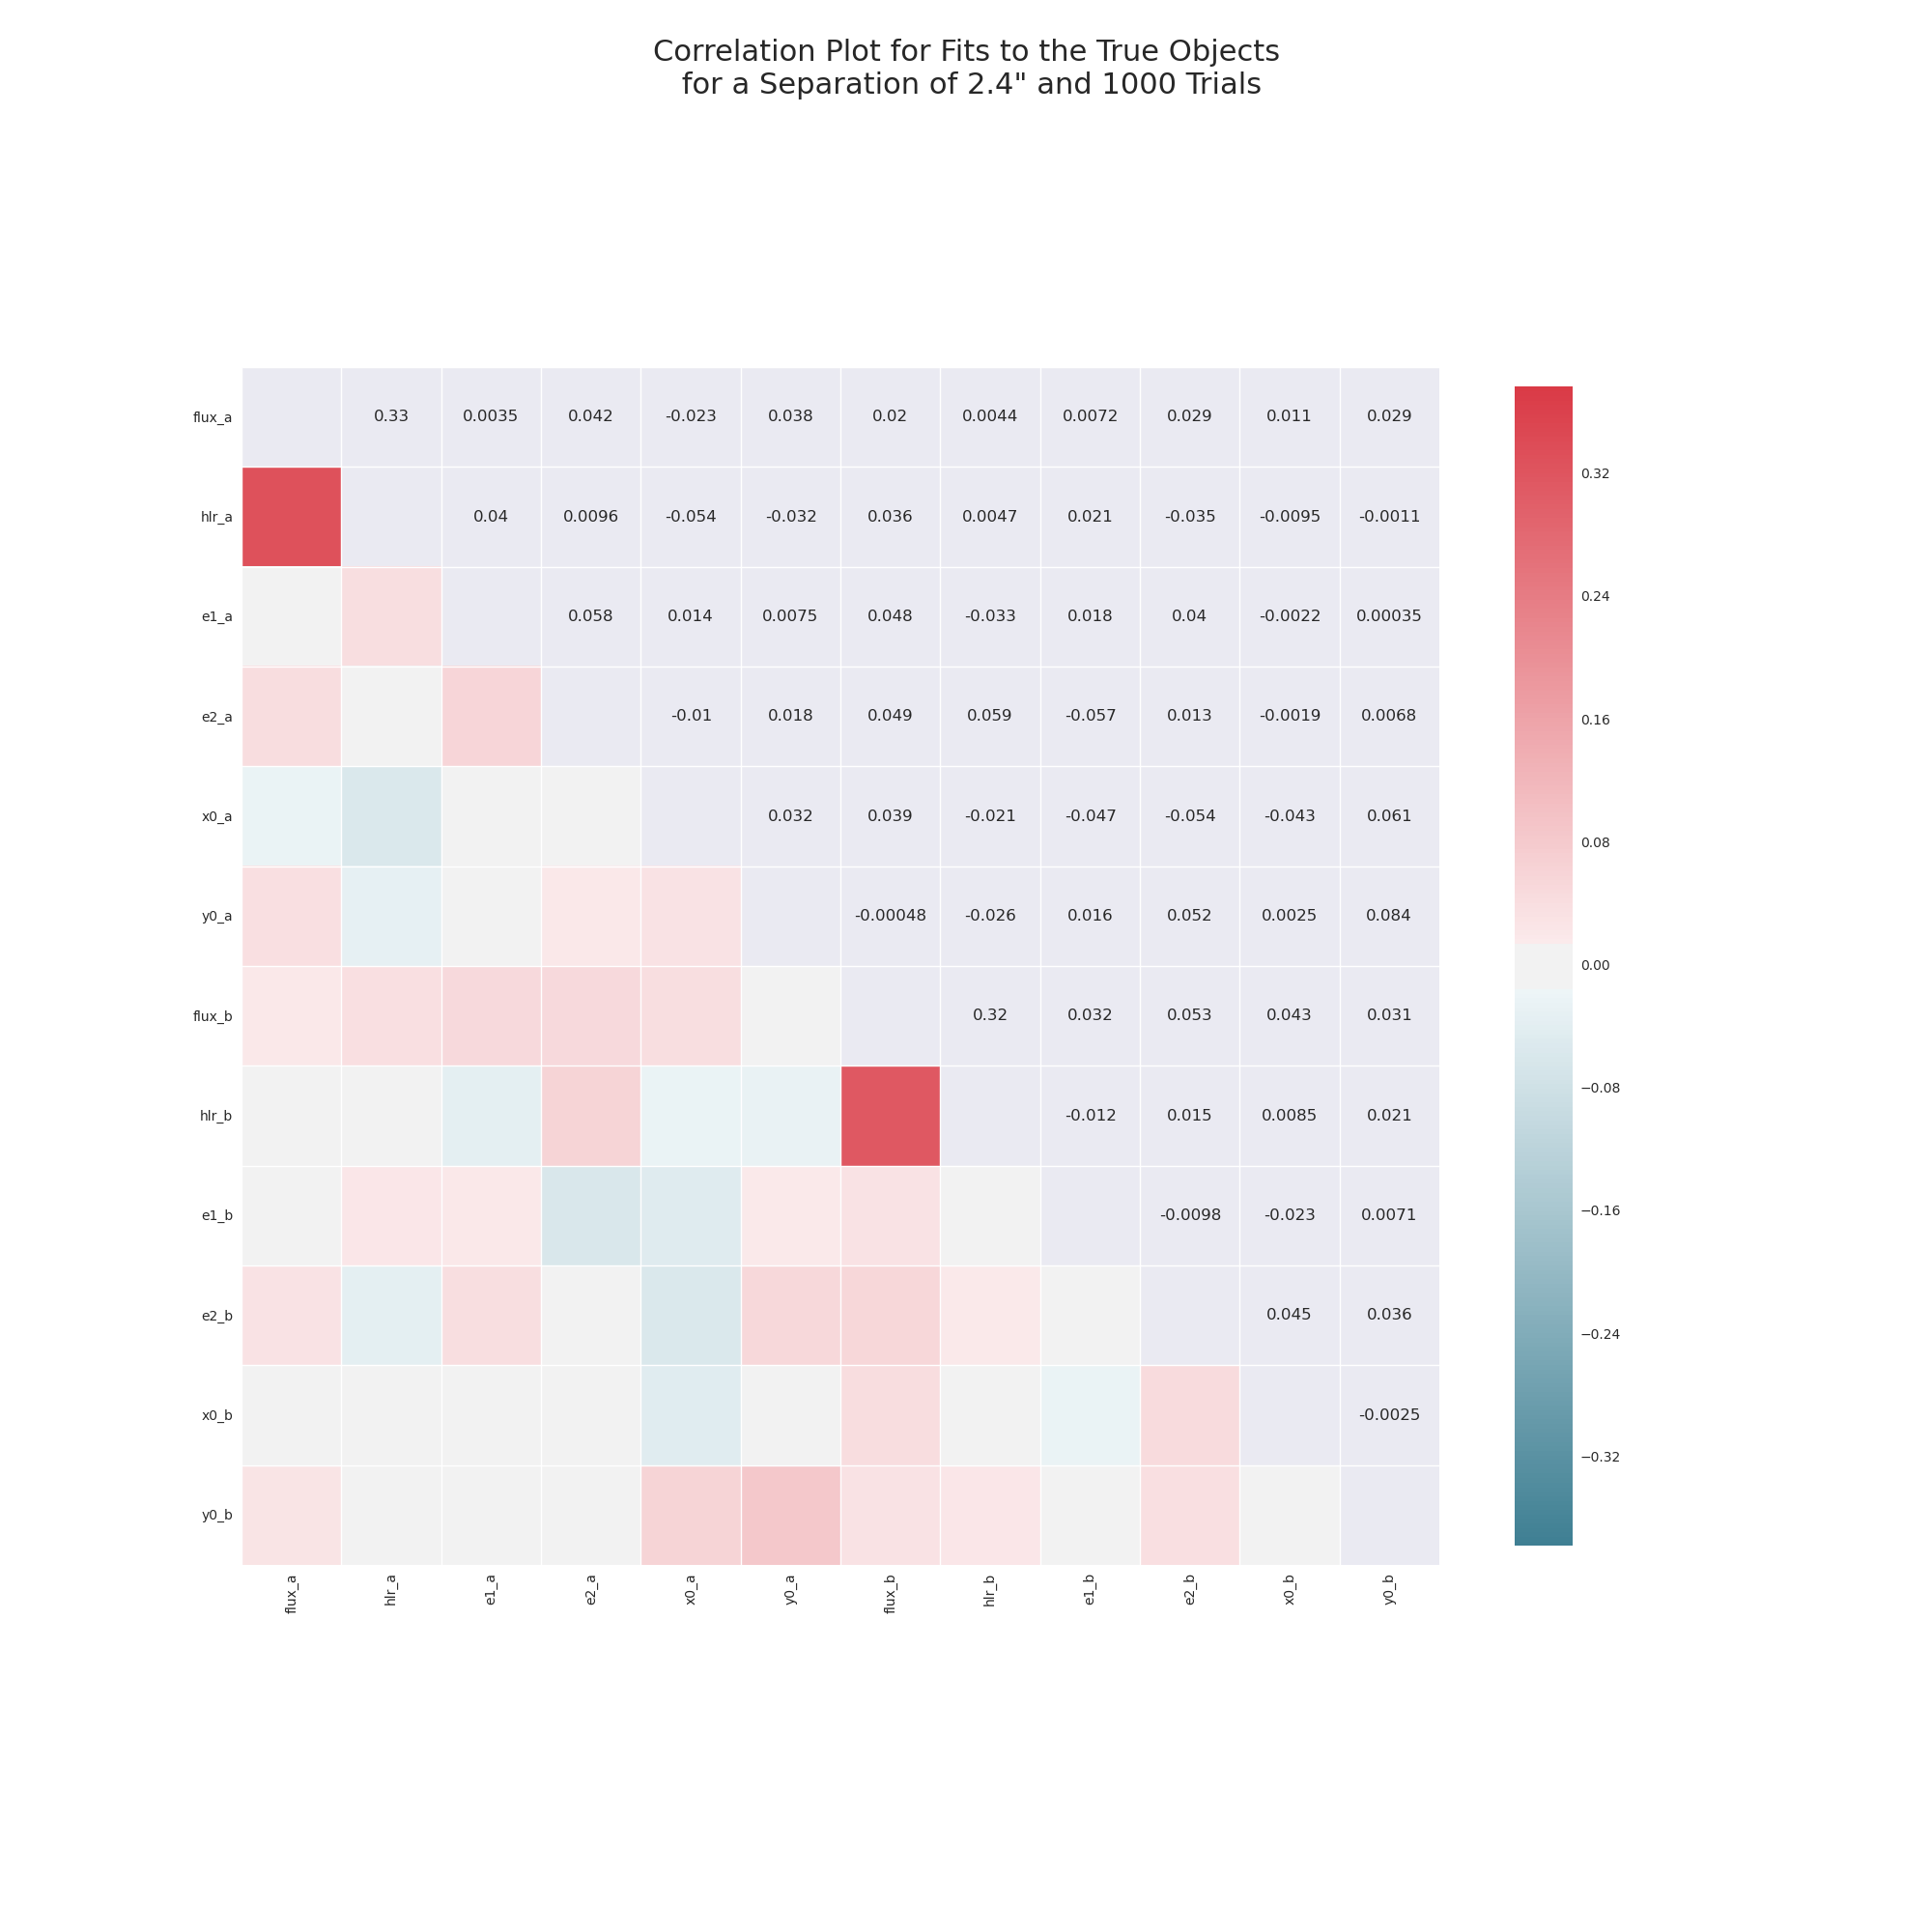 Correlation Plot for Fits to the True Objects
for a Separation of 2.4" and 1000 Trials
flux_a 0.33 0.0035 0.042 -0.023 0.038 0.02 0.0044 0.0072 0.029 0.011 0.029
hlr_a 0.04 0.0096 -0.054 -0.032 0.036 0.0047 0.021 -0.035 -0.0095 -0.0011
e1_a 0.058 0.014 0.0075 0.048 -0.033 0.018 0.04 -0.0022 0.00035
e2_a -0.01 0.018 0.049 0.059 -0.057 0.013 -0.0019 0.0068
x0_a 0.032 0.039 -0.021 -0.047 -0.054 -0.043 0.061
y0_a -0.00048 -0.026 0.016 0.052 0.0025 0.084
flux_b 0.32 0.032 0.053 0.043 0.031
hlr_b -0.012 0.015 0.0085 0.021
e1_b -0.0098 -0.023 0.0071
e2_b 0.045 0.036
x0_b -0.0025
y0_b
flux_a hlr_a e1_a e2_a x0_a y0_a flux_b hlr_b e1_b e2_b x0_b y0_b
0.32
0.24
0.16
0.08
0.00
−0.08
−0.16
−0.24
−0.32